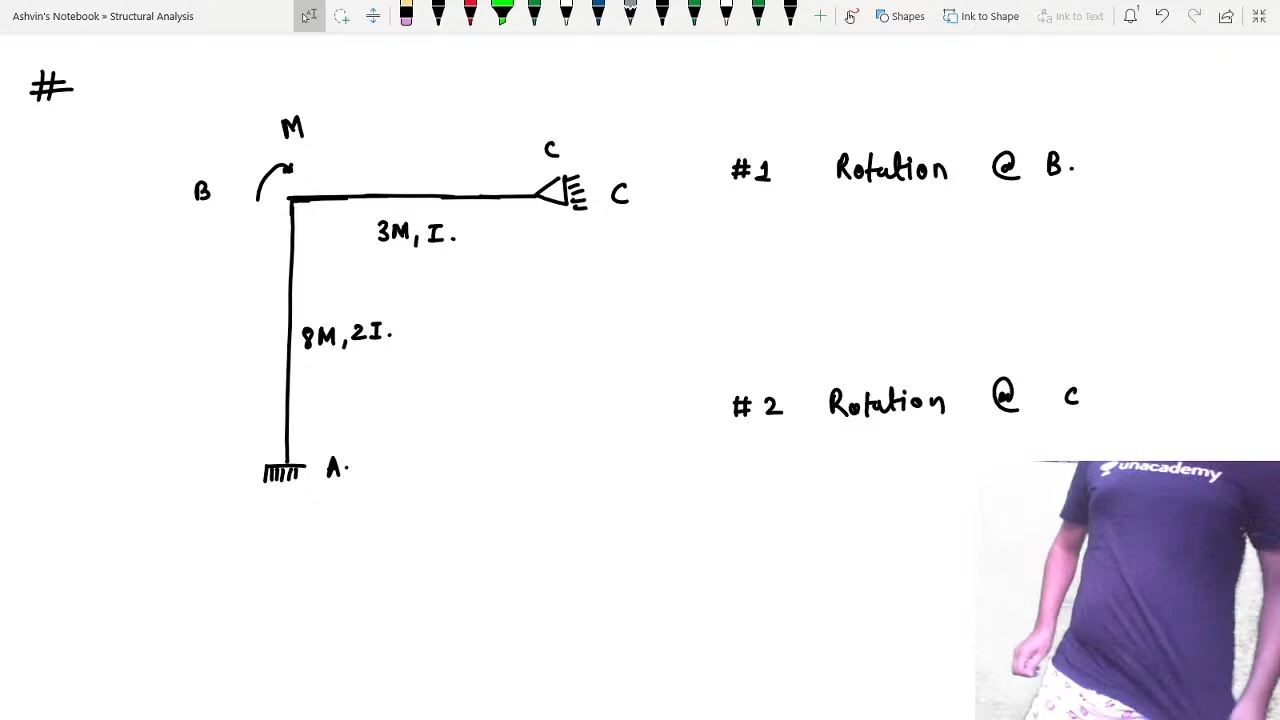 Ashvin's Notebook » Structural Analysis
Shapes
Ink to Shape
Ink to Text
#
M
C
B
C
3M, I.
8M, 2I.
A.
#1 Rotation @ B.
#2 Rotation @ C
unacademy